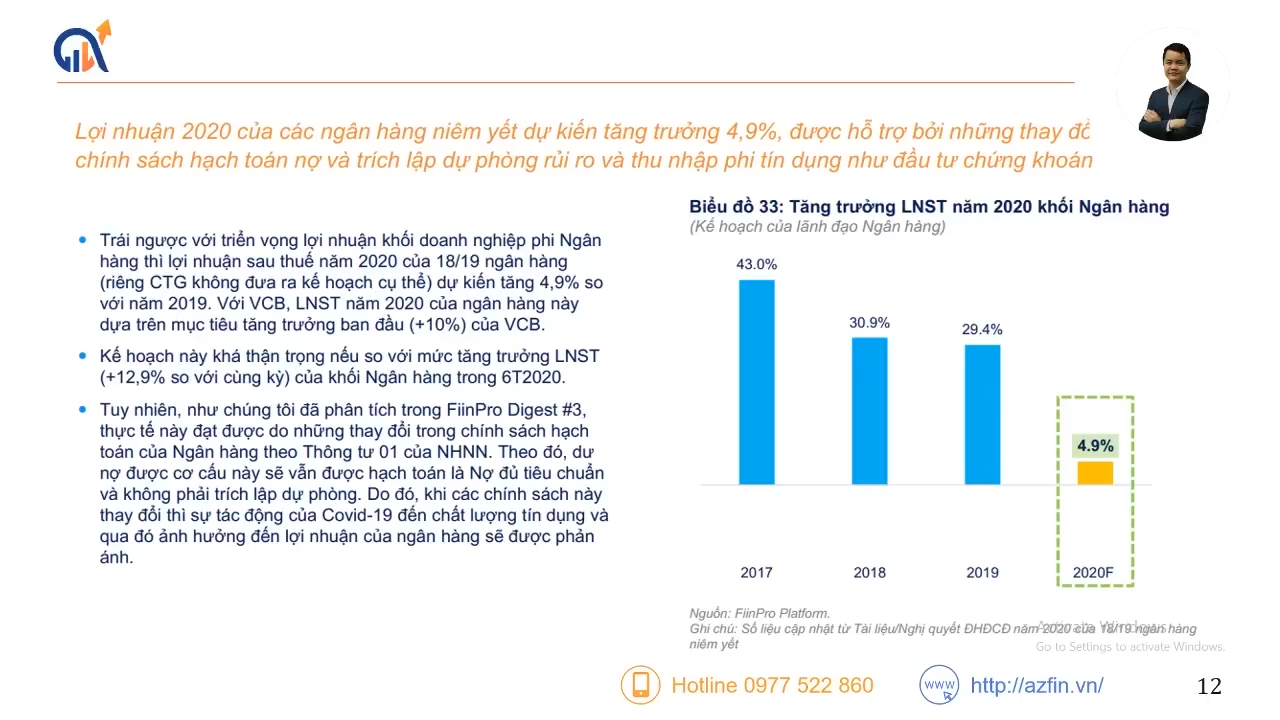 Lợi nhuận 2020 của các ngân hàng niêm yết dự kiến tăng trưởng 4,9%, được hỗ trợ bởi những thay đổ
chính sách hạch toán nợ và trích lập dự phòng rủi ro và thu nhập phi tín dụng như đầu tư chứng khoán
• Trái ngược với triển vọng lợi nhuận khối doanh nghiệp phi Ngân
hàng thì lợi nhuận sau thuế năm 2020 của 18/19 ngân hàng
(riêng CTG không đưa ra kế hoạch cụ thể) dự kiến tăng 4,9% so
với năm 2019. Với VCB, LNST năm 2020 của ngân hàng này
dựa trên mục tiêu tăng trưởng ban đầu (+10%) của VCB.
• Kế hoạch này khá thận trọng nếu so với mức tăng trưởng LNST
(+12,9% so với cùng kỳ) của khối Ngân hàng trong 6T2020.
• Tuy nhiên, như chúng tôi đã phân tích trong FiinPro Digest #3,
thực tế này đạt được do những thay đổi trong chính sách hạch
toán của Ngân hàng theo Thông tư 01 của NHNN. Theo đó, dư
nợ được cơ cấu này sẽ vẫn được hạch toán là Nợ đủ tiêu chuẩn
và không phải trích lập dự phòng. Do đó, khi các chính sách này
thay đổi thì sự tác động của Covid-19 đến chất lượng tín dụng và
qua đó ảnh hưởng đến lợi nhuận của ngân hàng sẽ được phản
ánh.
Biểu đồ 33: Tăng trưởng LNST năm 2020 khối Ngân hàng
(Kế hoạch của lãnh đạo Ngân hàng)
43.0%
30.9%
29.4%
4.9%
2017 2018 2019 2020F
Nguồn: FiinPro Platform.
Ghi chú: Số liệu cập nhật từ Tài liệu/Nghị quyết ĐHĐCĐ năm 2020 của 18/19 ngân hàng
niêm yết
Activate Windows
Go to Settings to activate Windows.
Hotline 0977 522 860
www
http://azfin.vn/
12